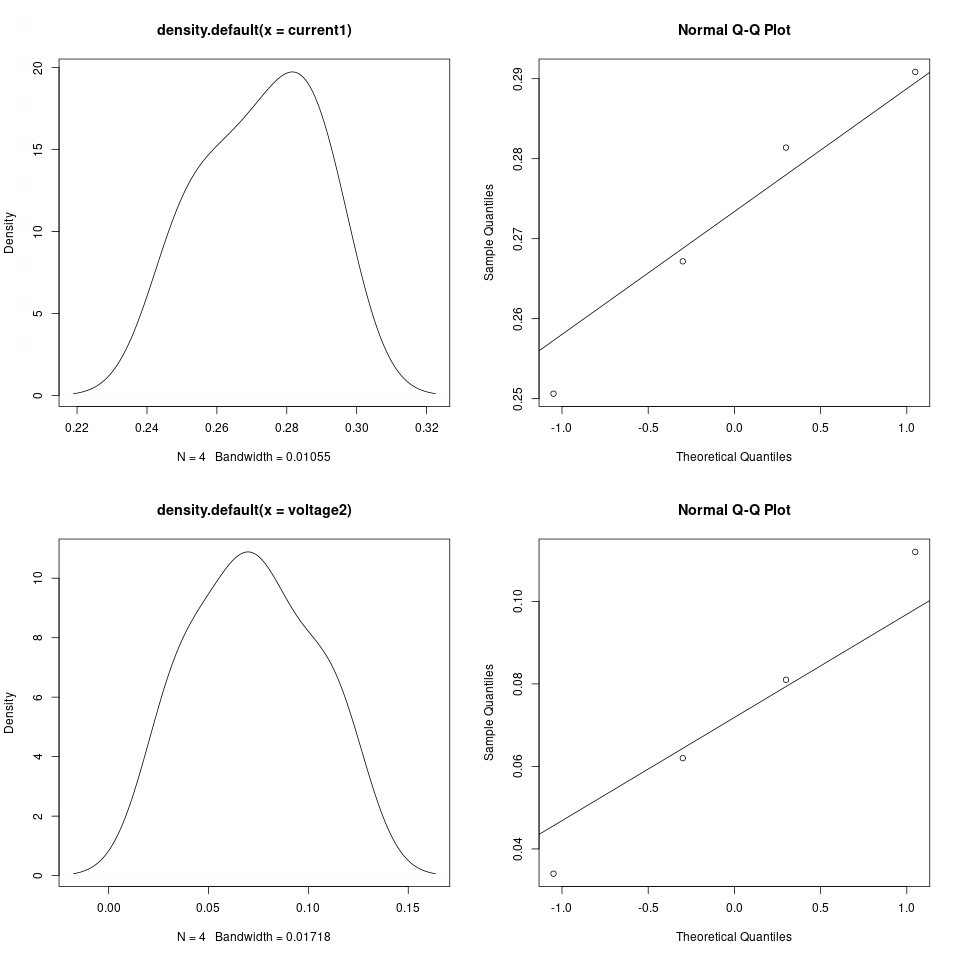 density.default(x = current1)
Density
0 5 10 15 20
0.22 0.24 0.26 0.28 0.30 0.32
N = 4 Bandwidth = 0.01055
Normal Q-Q Plot
Sample Quantiles
0.25 0.26 0.27 0.28 0.29
-1.0 -0.5 0.0 0.5 1.0
Theoretical Quantiles
density.default(x = voltage2)
Density
0 2 4 6 8 10
0.00 0.05 0.10 0.15
N = 4 Bandwidth = 0.01718
Normal Q-Q Plot
Sample Quantiles
0.04 0.06 0.08 0.10
-1.0 -0.5 0.0 0.5 1.0
Theoretical Quantiles